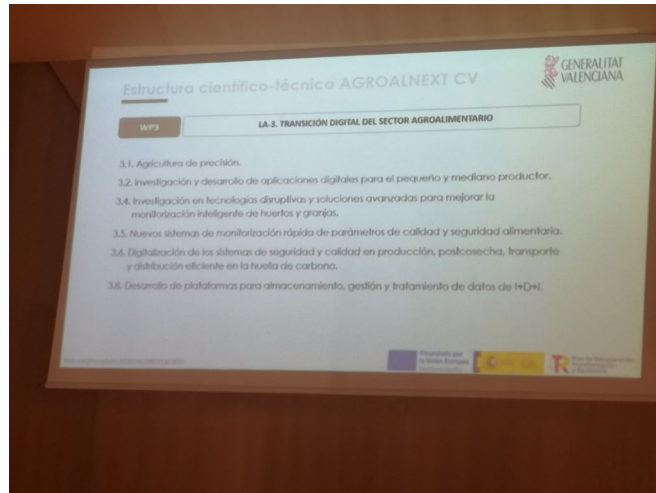 Estructura científico-técnica AGROALNEXT CV
GENERALITAT
VALENCIANA
WP3
LA-3. TRANSICIÓN DIGITAL DEL SECTOR AGROALIMENTARIO
3.1. Agricultura de precisión.
3.2. Investigación y desarrollo de aplicaciones digitales para el pequeño y mediano productor.
3.4. Investigación en tecnologías disruptivas y soluciones avanzadas para mejorar la
monitorización inteligente de huertos y granjas.
3.5. Nuevos sistemas de monitorización rápida de parámetros de calidad y seguridad alimentaria.
3.6. Digitalización de los sistemas de seguridad y calidad en producción, postcosecha, transporte
y distribución eficiente en la huella de carbono.
3.8. Desarrollo de plataformas para almacenamiento, gestión y tratamiento de datos de I+D+I.
Financiado por
la Unión Europea
Plan de Recuperación,
Transformación
y Resiliencia